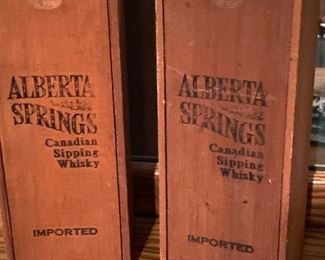 ALBERTA
SPRINGS
Canadian
Sipping
Whisky
IMPORTED
ALBERTA
SPRINGS
Canadian
Sipping
Whisky
IMPORTED